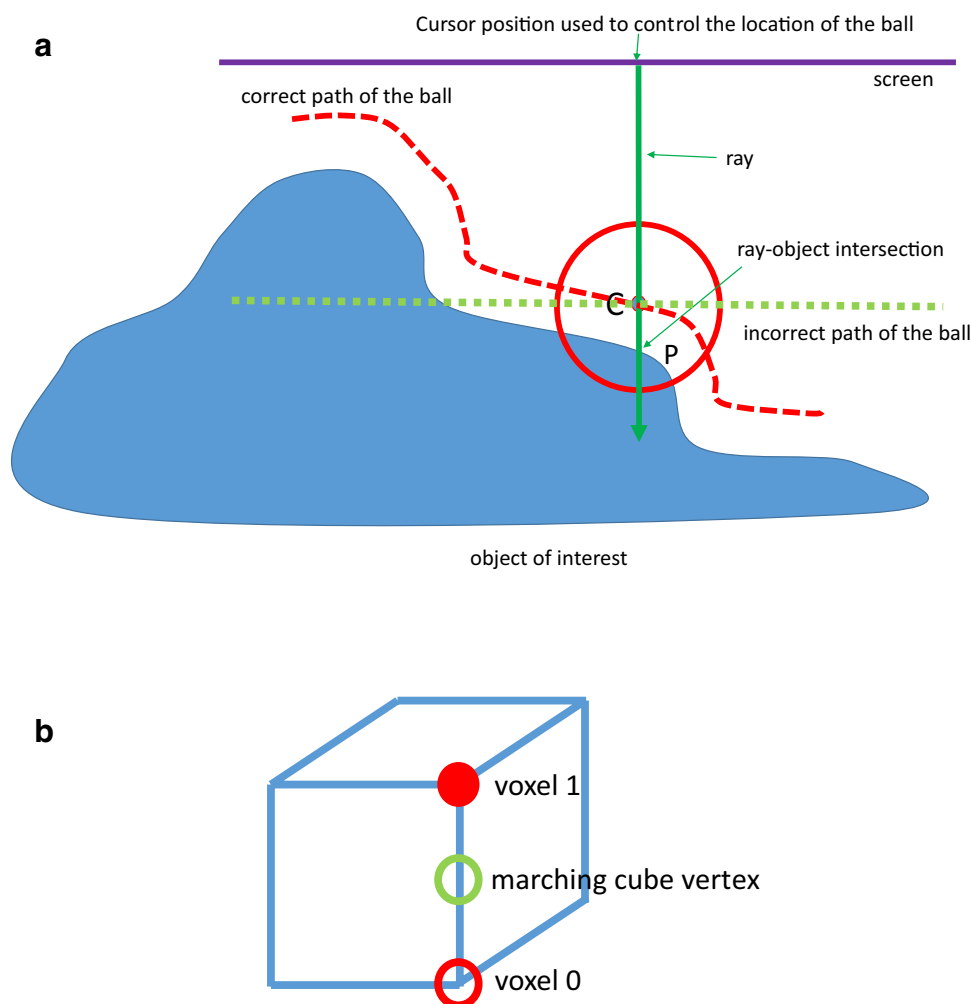 a
Cursor position used to control the location of the ball
screen
correct path of the ball
ray
ray-object intersection
C
incorrect path of the ball
P
object of interest
b
voxel 1
marching cube vertex
voxel 0